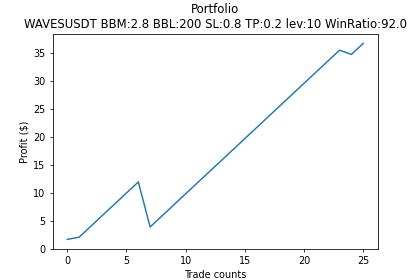 Portfolio
WAVESUSDT BBM:2.8 BBL:200 SL:0.8 TP:0.2 lev:10 WinRatio:92.0
Profit ($)
35
30
25
20
15
10
5
0
0 5 10 15 20 25
Trade counts